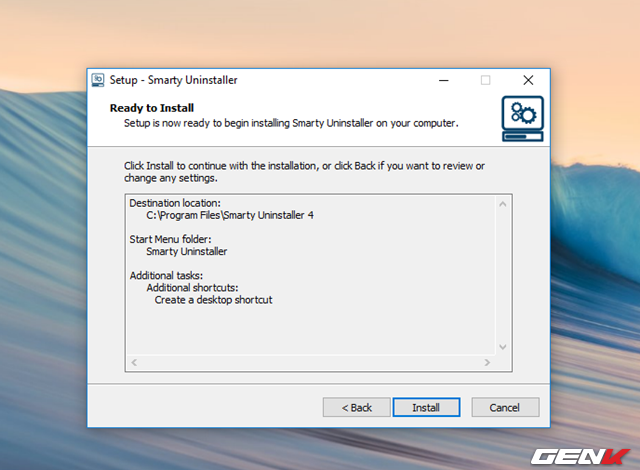 Setup - Smarty Uninstaller
Ready to Install
Setup is now ready to begin installing Smarty Uninstaller on your computer.
Click Install to continue with the installation, or click Back if you want to review or
change any settings.
Destination location:
C:\Program Files\Smarty Uninstaller 4
Start Menu folder:
Smarty Uninstaller
Additional tasks:
Additional shortcuts:
Create a desktop shortcut
< Back
Install
Cancel
GENK